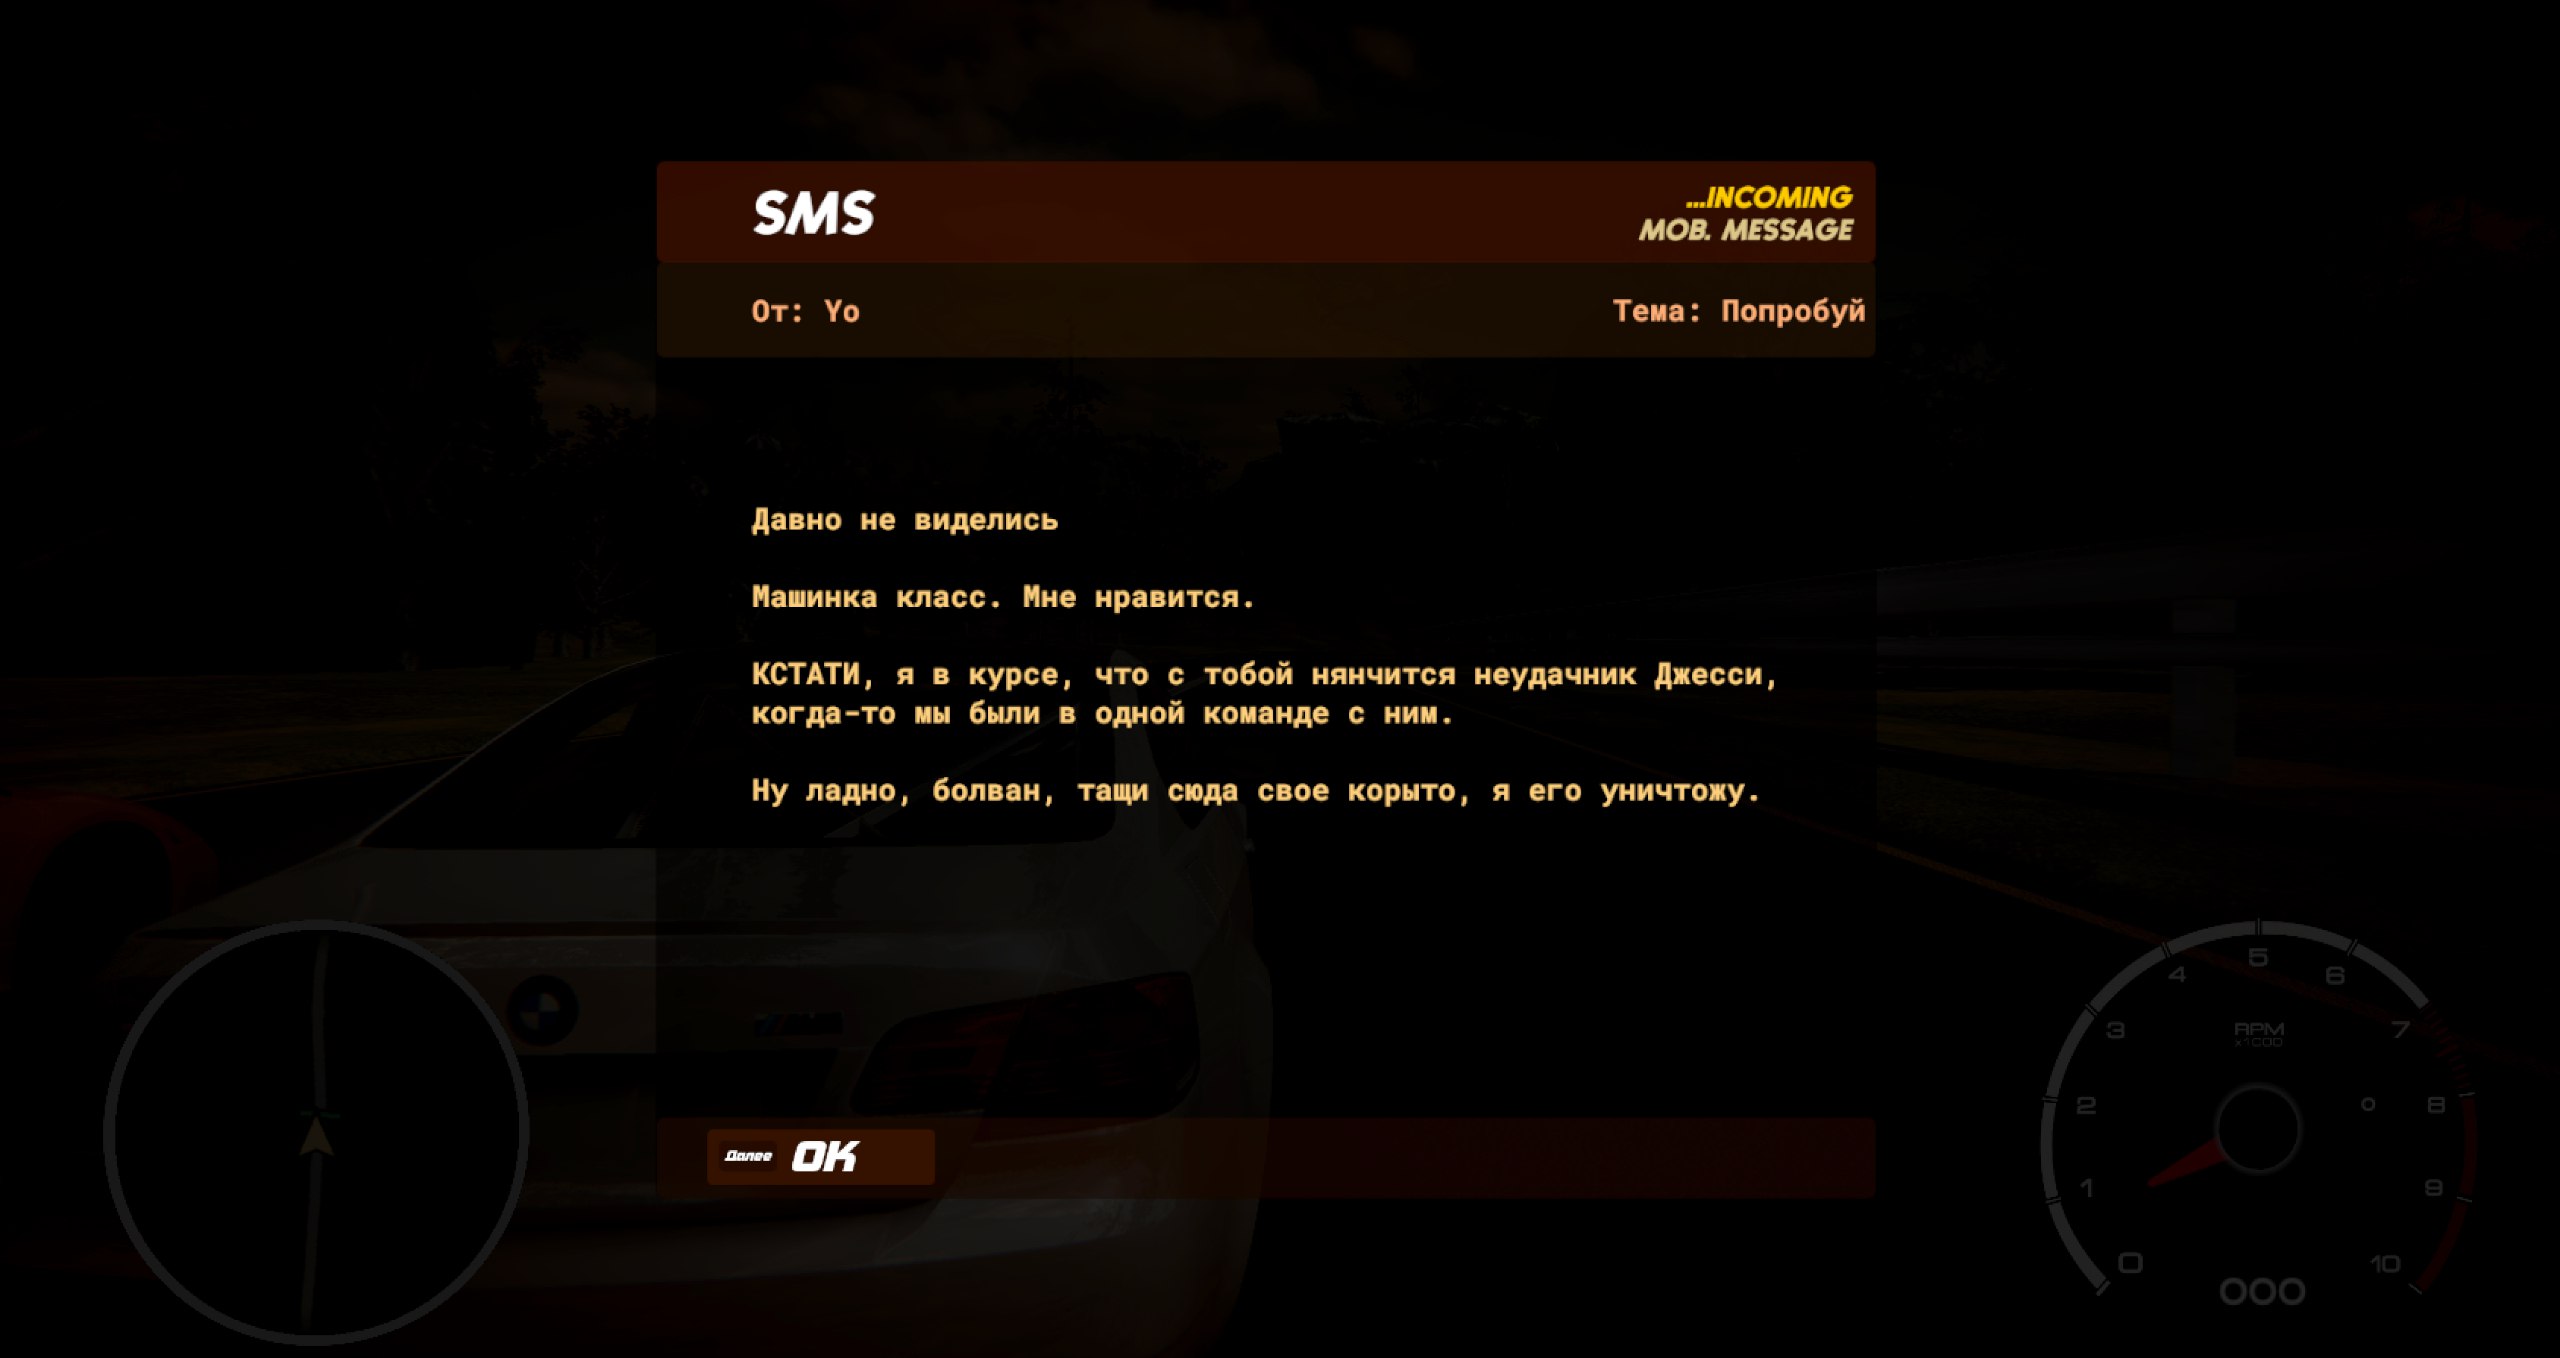 SMS
...INCOMING
MOB. MESSAGE
От: Yo
Тема: Попробуй
Давно не виделись
Машинка класс. Мне нравится.
КСТАТИ, я в курсе, что с тобой нянчится неудачник Джесси,
когда-то мы были в одной команде с ним.
Ну ладно, болван, тащи сюда свое корыто, я его уничтожу.
Далее OK
0
1
2
3
4
5
6
7
8
9
10
RPM
x1000
0
000